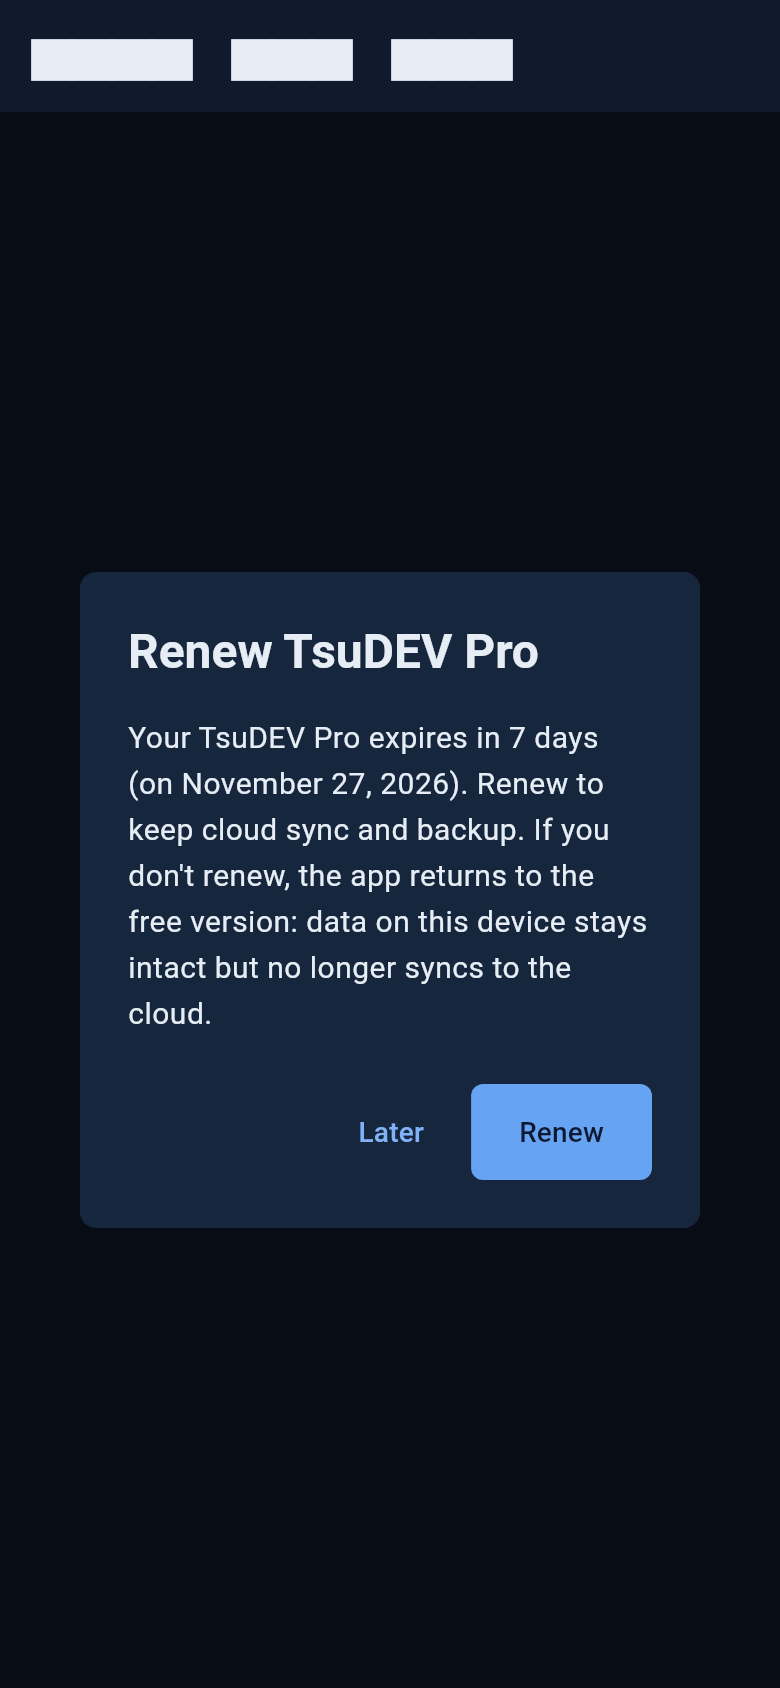 Renew TsuDEV Pro
Your TsuDEV Pro expires in 7 days
(on November 27, 2026). Renew to
keep cloud sync and backup. If you
don't renew, the app returns to the
free version: data on this device stays
intact but no longer syncs to the
cloud.
Later
Renew